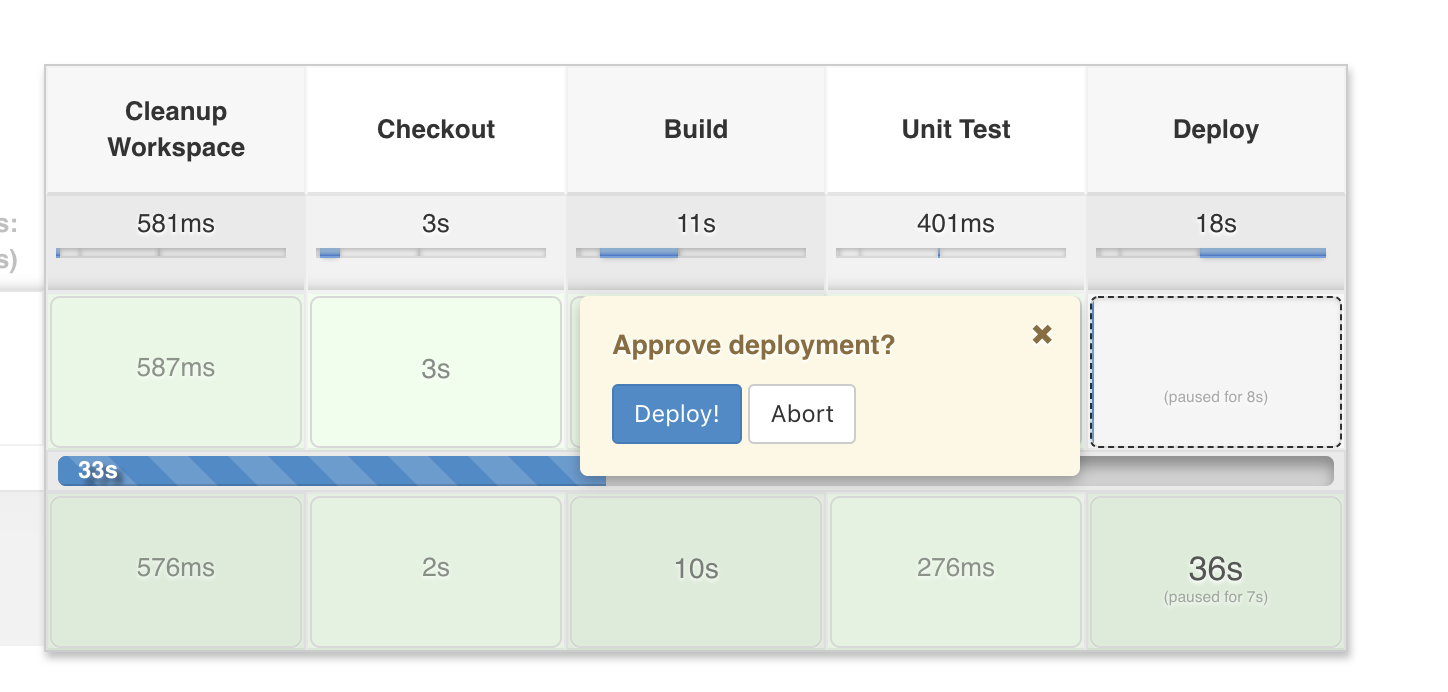 Cleanup
Workspace
Checkout
Build
Unit Test
Deploy
s:
s)
581ms
3s
11s
401ms
18s
587ms
3s
Approve deployment?
✖
Deploy!
Abort
(paused for 8s)
33s
576ms
2s
10s
276ms
36s
(paused for 7s)